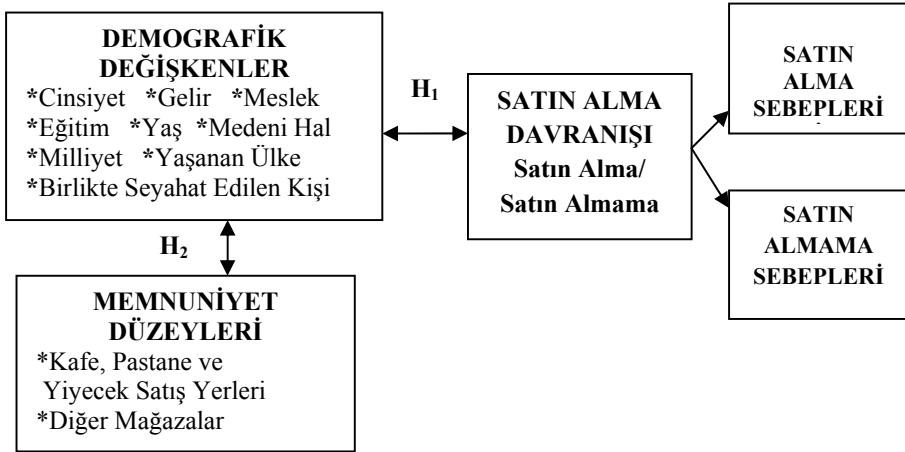 DEMOGRAFİK
DEĞİŞKENLER
*Cinsiyet *Gelir *Meslek
*Eğitim *Yaş *Medeni Hal
*Milliyet *Yaşanan Ülke
*Birlikte Seyahat Edilen Kişi
H1
SATIN ALMA
DAVRANIŞI
Satın Alma/
Satın Almama
SATIN
ALMA
SEBEPLERİ
SATIN
ALMAMA
SEBEPLERİ
H2
MEMNUNİYET
DÜZEYLERİ
*Kafe, Pastane ve
Yiyecek Satış Yerleri
*Diğer Mağazalar